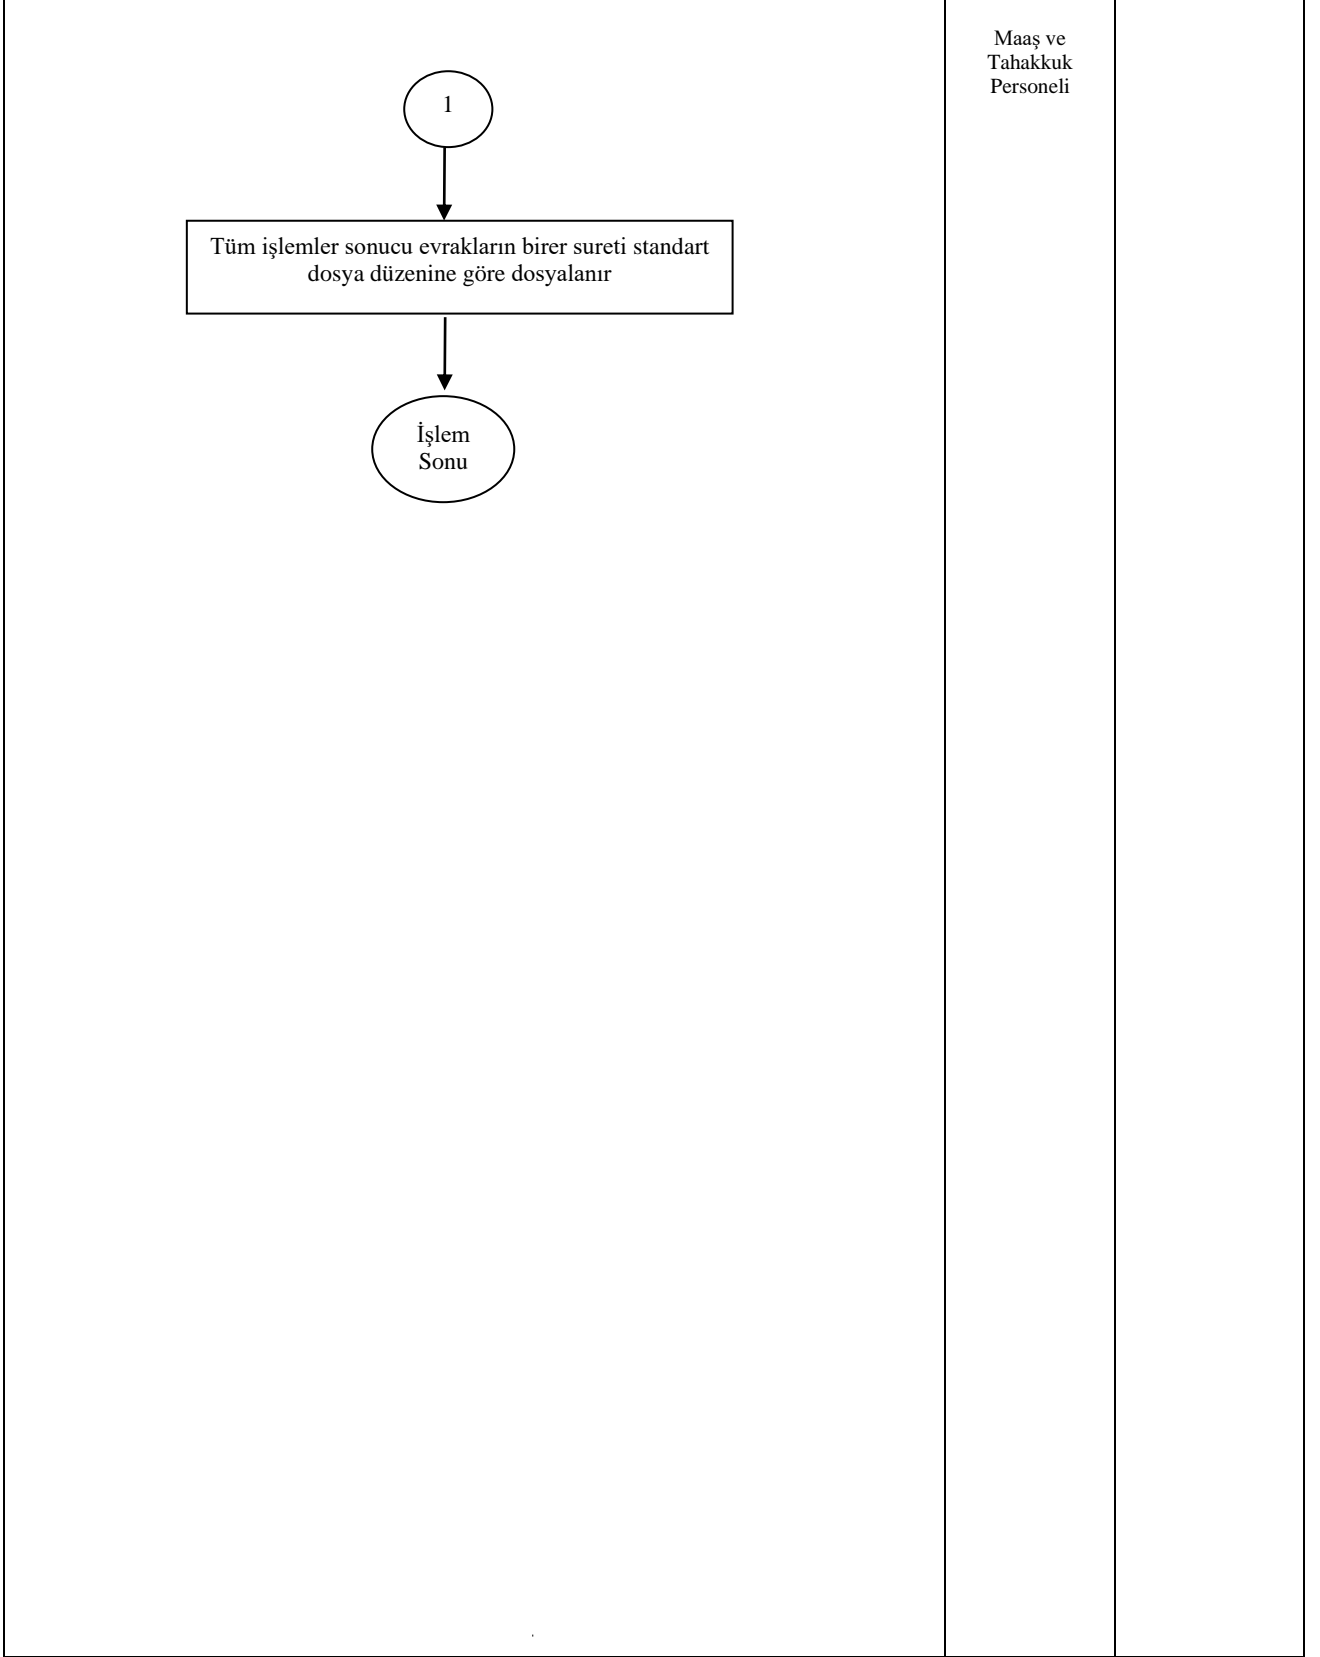 1
Tüm işlemler sonucu evrakların birer sureti standart
dosya düzenine göre dosyalanır
İşlem
Sonu
Maaş ve
Tahakkuk
Personeli